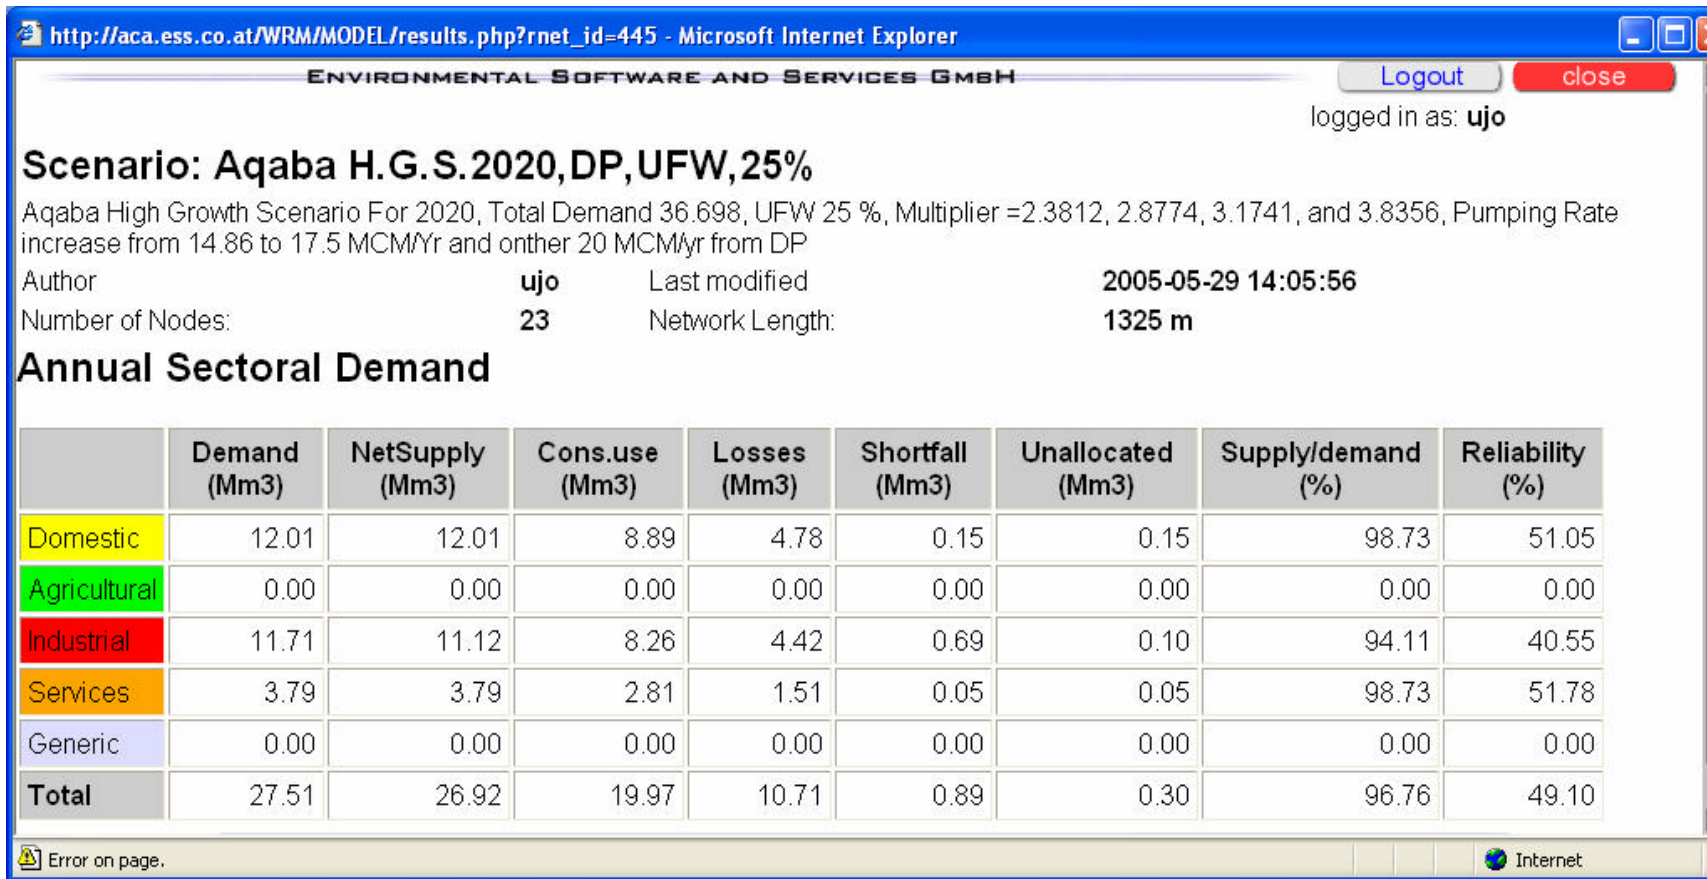 http://aca.ess.co.at/WRM/MODEL/results.php?rnet_id=445 - Microsoft Internet Explorer
ENVIRONMENTAL SOFTWARE AND SERVICES GMBH Logout close
logged in as: ujo
Scenario: Aqaba H.G.S.2020,DP,UFW,25%
Aqaba High Growth Scenario For 2020, Total Demand 36.698, UFW 25 %, Multiplier =2.3812, 2.8774, 3.1741, and 3.8356, Pumping Rate
increase from 14.86 to 17.5 MCM/Yr and onther 20 MCM/yr from DP
Author ujo Last modified 2005-05-29 14:05:56
Number of Nodes: 23 Network Length: 1325 m
Annual Sectoral Demand
Demand (Mm3) NetSupply (Mm3) Cons.use (Mm3) Losses (Mm3) Shortfall (Mm3) Unallocated (Mm3) Supply/demand (%) Reliability (%)
Domestic 12.01 12.01 8.89 4.78 0.15 0.15 98.73 51.05
Agricultural 0.00 0.00 0.00 0.00 0.00 0.00 0.00 0.00
Industrial 11.71 11.12 8.26 4.42 0.69 0.10 94.11 40.55
Services 3.79 3.79 2.81 1.51 0.05 0.05 98.73 51.78
Generic 0.00 0.00 0.00 0.00 0.00 0.00 0.00 0.00
Total 27.51 26.92 19.97 10.71 0.89 0.30 96.76 49.10
Error on page. Internet